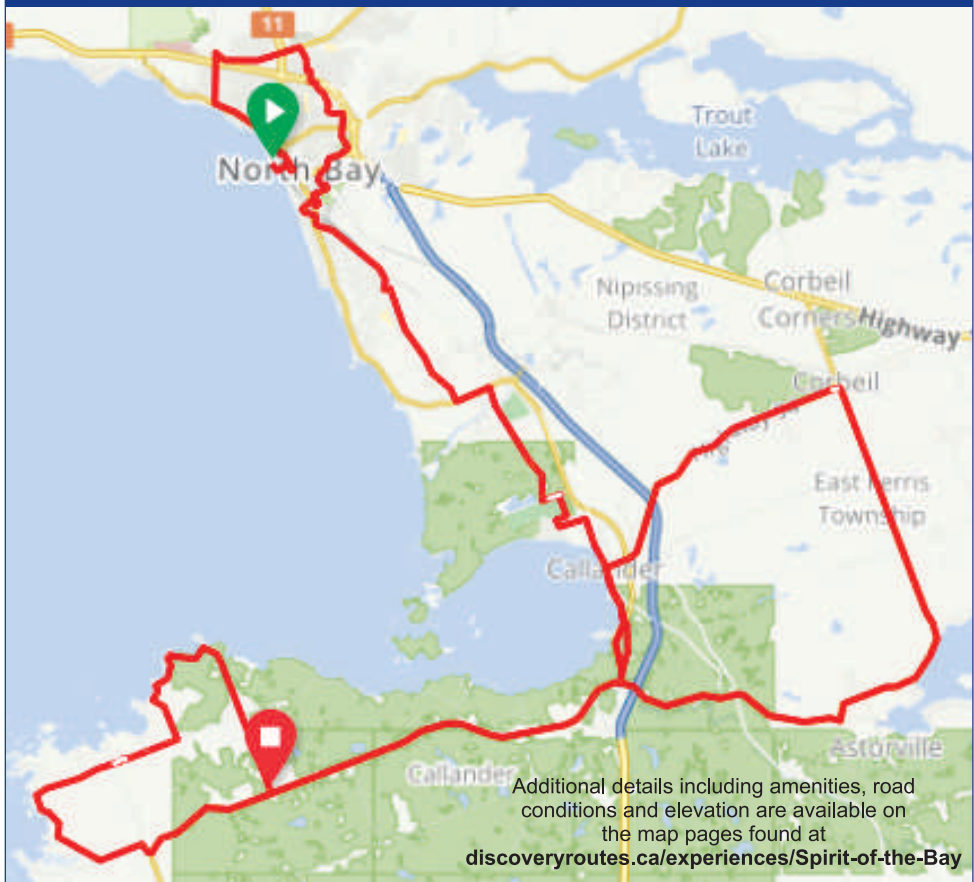 11
Trout
Lake
North Bay
Nipissing
District
Corbeil
Corners
Highway
Corbeil
East Ferris
Township
Callander
Astorville
Callander
Additional details including amenities, road
conditions and elevation are available on
the map pages found at
discoveryroutes.ca/experiences/Spirit-of-the-Bay